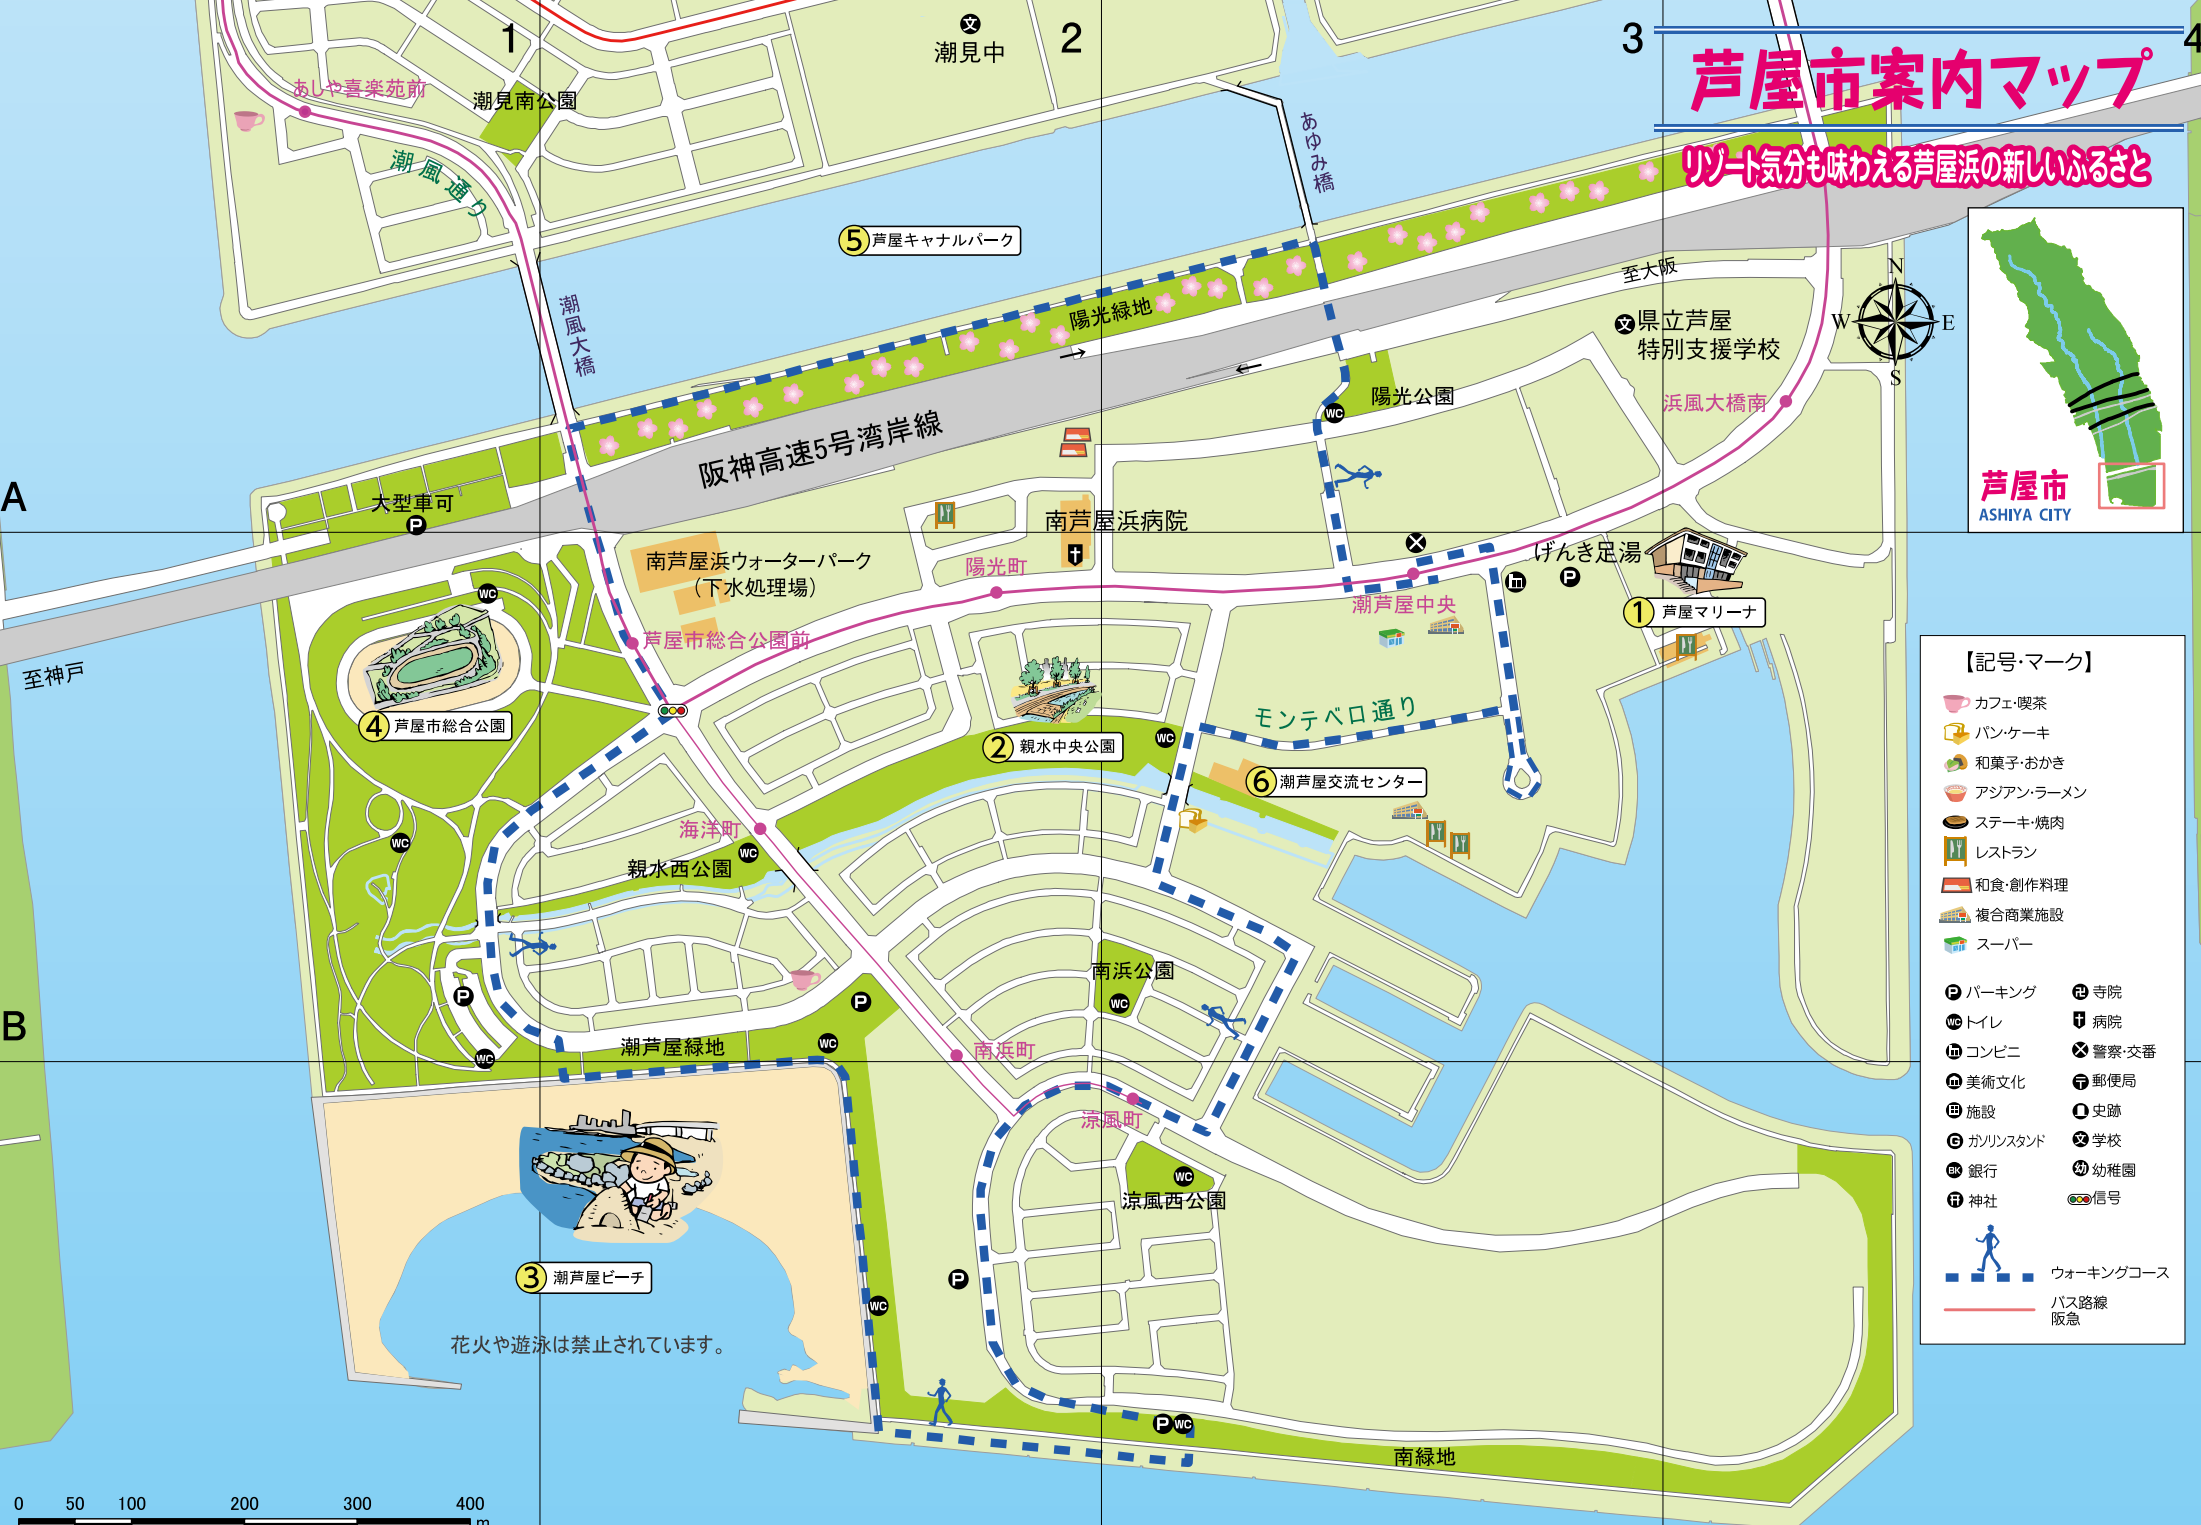 1
2
3
4
芦屋市案内マップ
リゾート気分も味わえる芦屋浜の新しいふるさと
文
潮見中
あしや喜楽苑前
潮見南公園
潮風通り
あゆみ橋
⑤芦屋キャナルパーク
潮風大橋
陽光緑地
至大阪
文県立芦屋
特別支援学校
N
W E
S
陽光公園
WC
浜風大橋南
阪神高速5号湾岸線
芦屋市
ASHIYA CITY
A
大型車可
P
南芦屋浜病院
南芦屋浜ウォーターパーク
(下水処理場)
陽光町
げんき足湯
P
WC
潮芦屋中央
①芦屋マリーナ
芦屋市総合公園前
至神戸
④芦屋市総合公園
モンテベロ通り
②親水中央公園
WC
⑥潮芦屋交流センター
海洋町
WC
親水西公園
WC
南浜公園
WC
P
P
B
潮芦屋緑地
WC
WC
南浜町
涼風町
WC
涼風西公園
③潮芦屋ビーチ
P
WC
花火や遊泳は禁止されています。
P WC
南緑地
0 50 100 200 300 400
m
【記号・マーク】
カフェ・喫茶
パン・ケーキ
和菓子・おかき
アジアン・ラーメン
ステーキ・焼肉
レストラン
和食・創作料理
複合商業施設
スーパー
P パーキング
WC トイレ
コンビニ
美術文化
施設
G ガソリンスタンド
BK 銀行
神社
卍 寺院
病院
警察・交番
〒 郵便局
史跡
文 学校
幼 幼稚園
信号
ウォーキングコース
バス路線
阪急